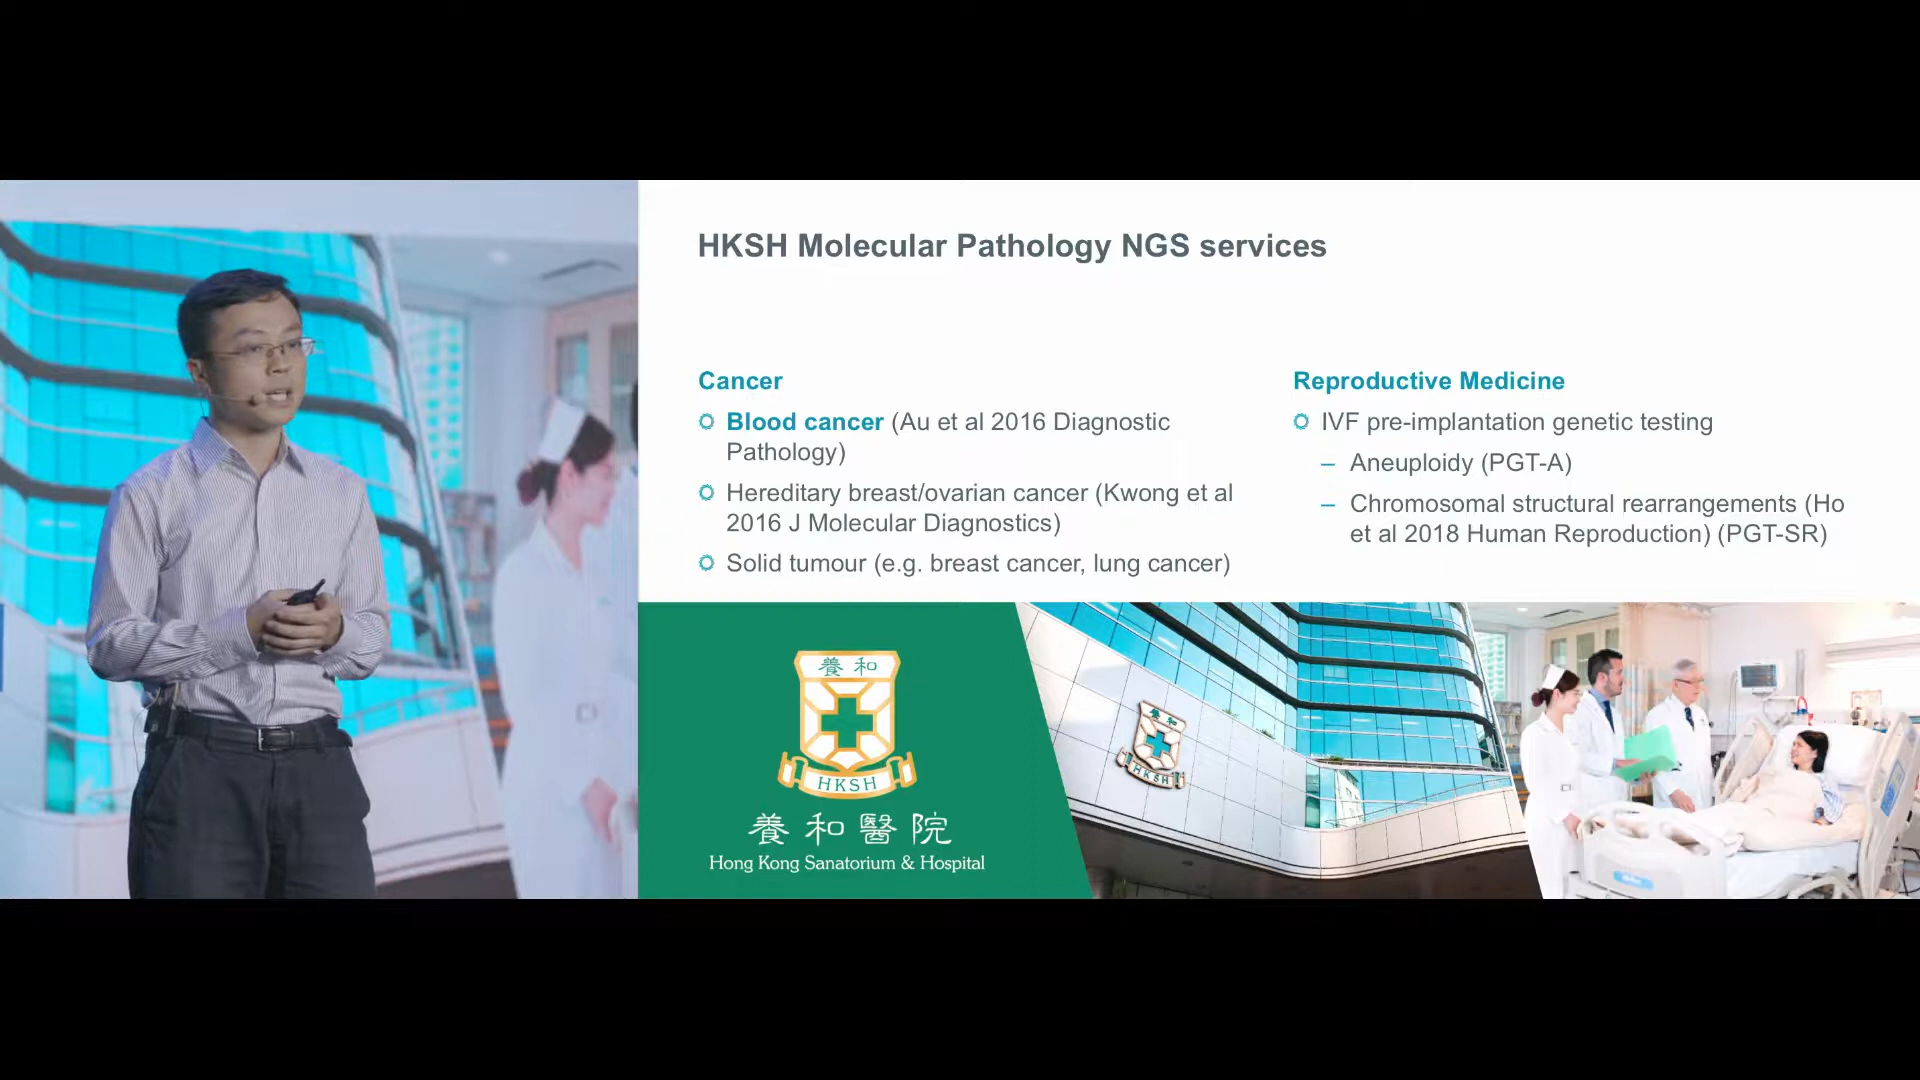 HKSH Molecular Pathology NGS services
Cancer
Blood cancer (Au et al 2016 Diagnostic
Pathology)
Hereditary breast/ovarian cancer (Kwong et al
2016 J Molecular Diagnostics)
Solid tumour (e.g. breast cancer, lung cancer)
Reproductive Medicine
IVF pre-implantation genetic testing
– Aneuploidy (PGT-A)
– Chromosomal structural rearrangements (Ho
et al 2018 Human Reproduction) (PGT-SR)
養和
HKSH
養和醫院
Hong Kong Sanatorium & Hospital
養和
HKSH